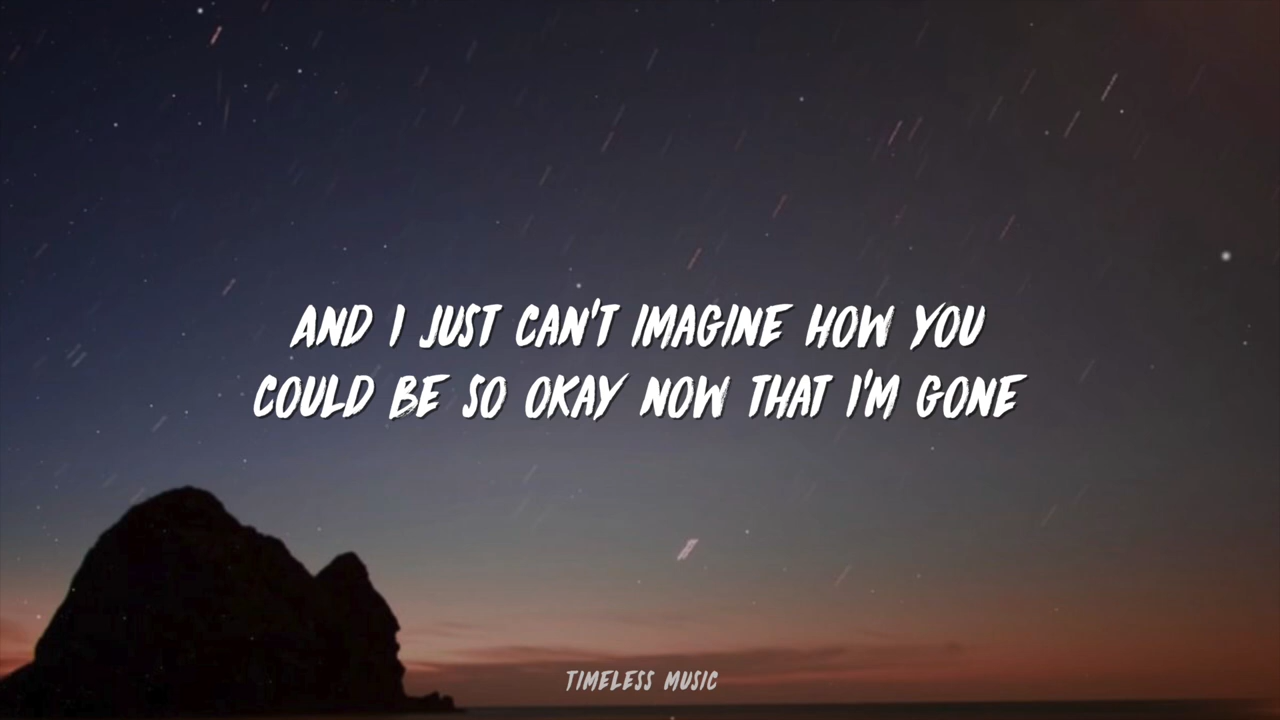 AND I JUST CAN'T IMAGINE HOW YOU
COULD BE SO OKAY NOW THAT I'M GONE
TIMELESS MUSIC